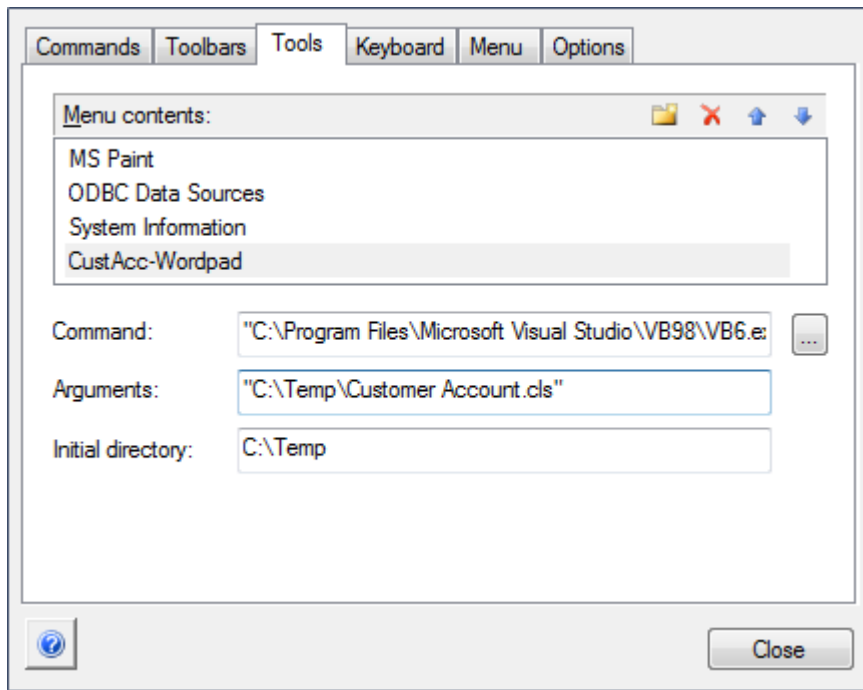 Commands Toolbars Tools Keyboard Menu Options
Menu contents:
MS Paint
ODBC Data Sources
System Information
CustAcc-Wordpad
Command: "C:\Program Files\Microsoft Visual Studio\VB98\VB6.ex ...
Arguments: "C:\Temp\Customer Account.cls"
Initial directory: C:\Temp
Close